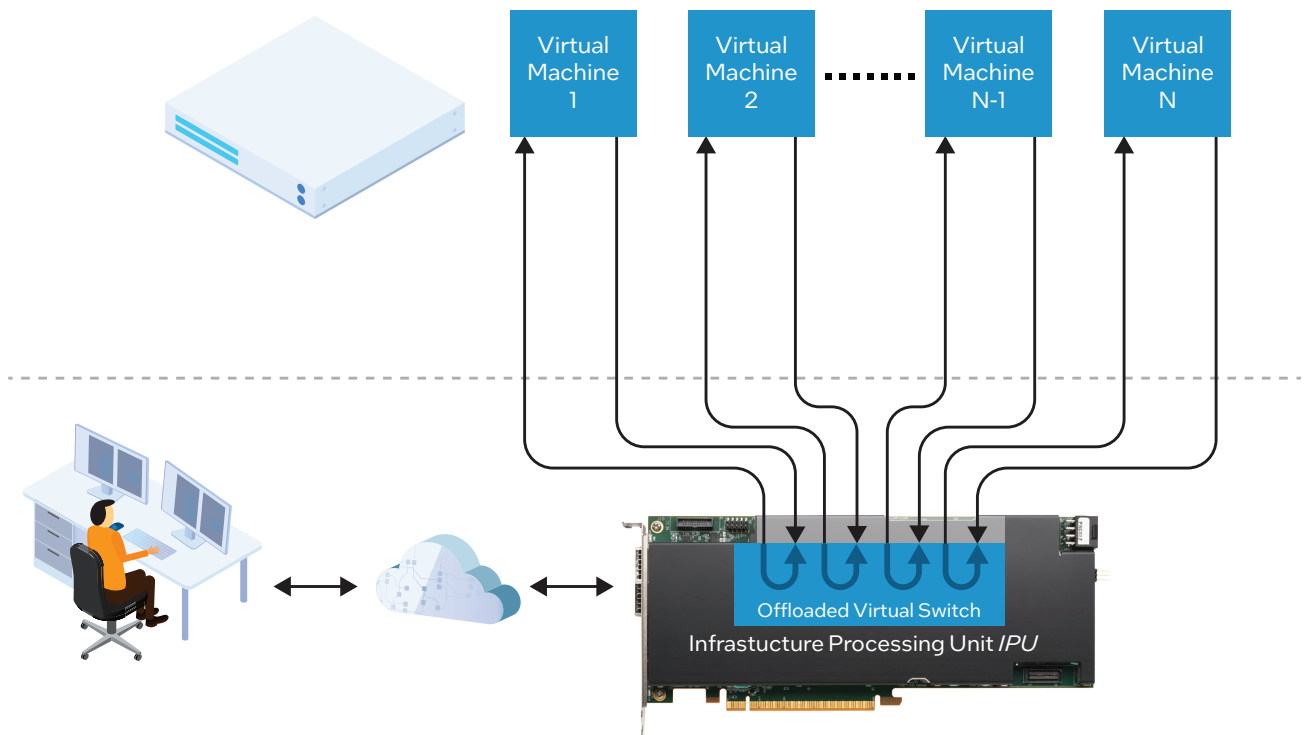 Virtual
Machine
1
Virtual
Machine
2
Virtual
Machine
N-1
Virtual
Machine
N
Offloaded Virtual Switch
Infrastucture Processing Unit IPU